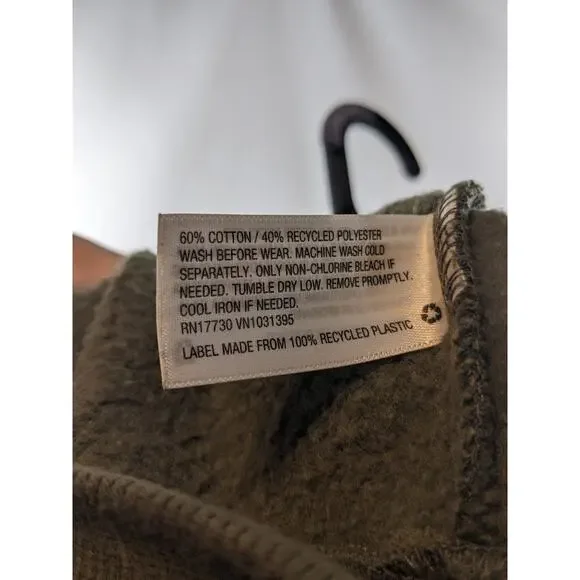 60% COTTON / 40% RECYCLED POLYESTER
WASH BEFORE WEAR. MACHINE WASH COLD
SEPARATELY. ONLY NON-CHLORINE BLEACH IF
NEEDED. TUMBLE DRY LOW. REMOVE PROMPTLY.
COOL IRON IF NEEDED.
RN17730 VN1031395
LABEL MADE FROM 100% RECYCLED PLASTIC